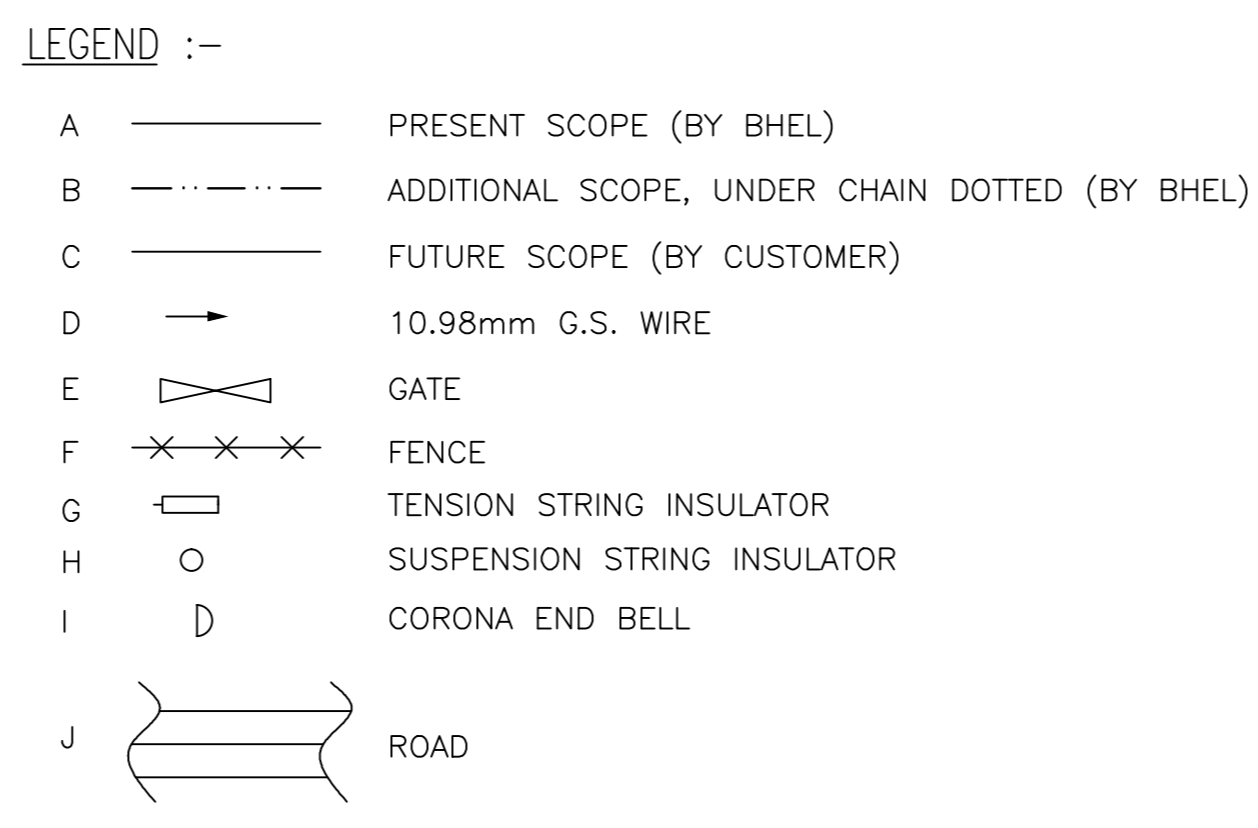 LEGEND :-
A PRESENT SCOPE (BY BHEL)
B ADDITIONAL SCOPE, UNDER CHAIN DOTTED (BY BHEL)
C FUTURE SCOPE (BY CUSTOMER)
D 10.98mm G.S. WIRE
E GATE
F FENCE
G TENSION STRING INSULATOR
H SUSPENSION STRING INSULATOR
I CORONA END BELL
J ROAD